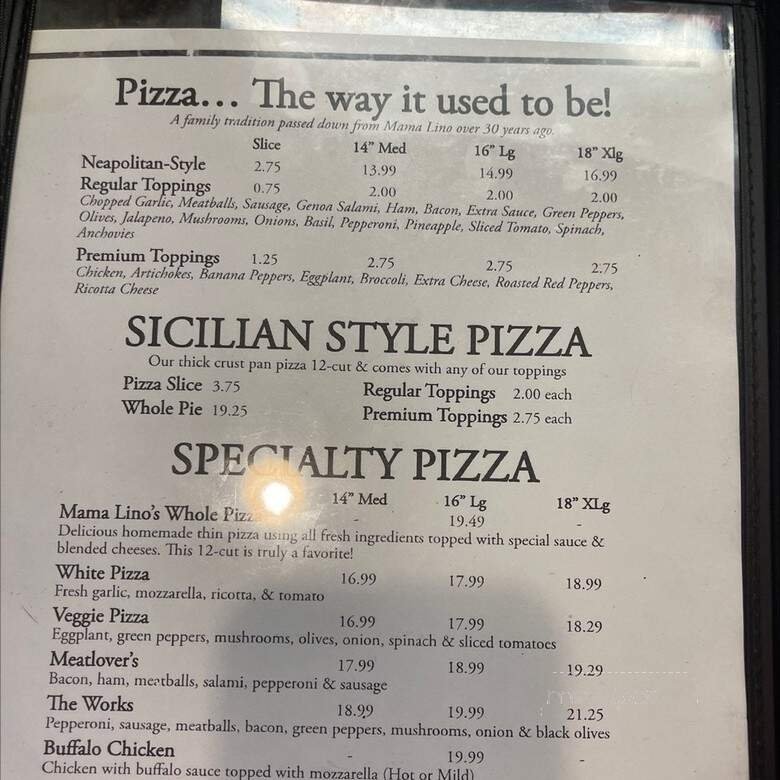 Pizza... The way it used to be!
A family tradition passed down from Mama Lino over 30 years ago.
Slice 14" Med 16" Lg 18" Xlg
Neapolitan-Style 2.75 13.99 14.99 16.99
Regular Toppings 0.75 2.00 2.00 2.00
Chopped Garlic, Meatballs, Sausage, Genoa Salami, Ham, Bacon, Extra Sauce, Green Peppers,
Olives, Jalapeno, Mushrooms, Onions, Basil, Pepperoni, Pineapple, Sliced Tomato, Spinach,
Anchovies
Premium Toppings 1.25 2.75 2.75 2.75
Chicken, Artichokes, Banana Peppers, Eggplant, Broccoli, Extra Cheese, Roasted Red Peppers,
Ricotta Cheese
SICILIAN STYLE PIZZA
Our thick crust pan pizza 12-cut & comes with any of our toppings
Pizza Slice 3.75 Regular Toppings 2.00 each
Whole Pie 19.25 Premium Toppings 2.75 each
SPECIALTY PIZZA
14" Med 16" Lg 18" XLg
Mama Lino's Whole Pizza - 19.49 -
Delicious homemade thin pizza using all fresh ingredients topped with special sauce &
blended cheeses. This 12-cut is truly a favorite!
White Pizza 16.99 17.99 18.99
Fresh garlic, mozzarella, ricotta, & tomato
Veggie Pizza 16.99 17.99 18.29
Eggplant, green peppers, mushrooms, olives, onion, spinach & sliced tomatoes
Meatlover's 17.99 18.99 19.29
Bacon, ham, meatballs, salami, pepperoni & sausage
The Works 18.99 19.99 21.25
Pepperoni, sausage, meatballs, bacon, green peppers, mushrooms, onion & black olives
Buffalo Chicken - 19.99 -
Chicken with buffalo sauce topped with mozzarella (Hot or Mild)